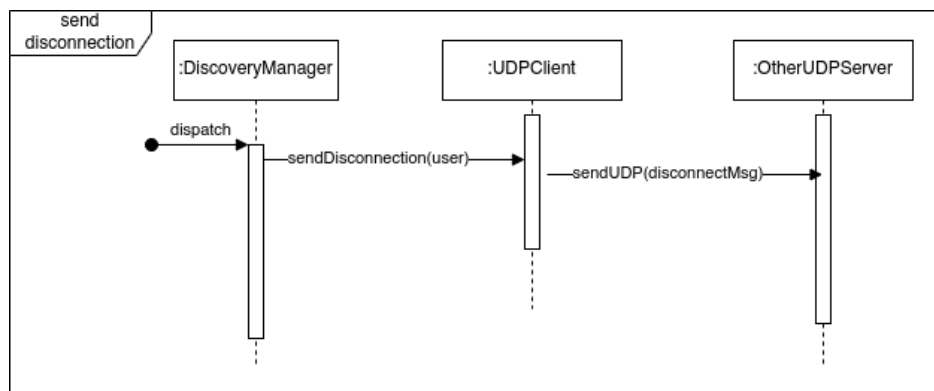 send
disconnection
:DiscoveryManager
:UDPClient
:OtherUDPServer
dispatch
sendDisconnection(user)
sendUDP(disconnectMsg)